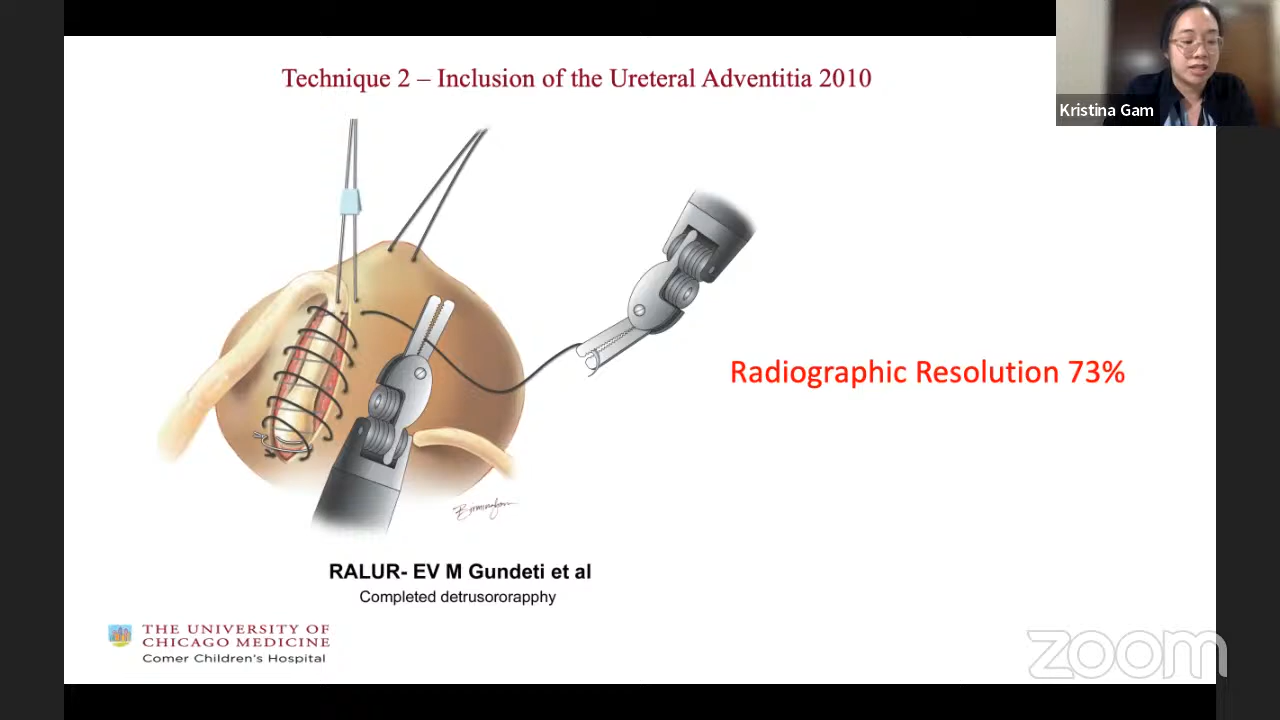 Technique 2 – Inclusion of the Ureteral Adventitia 2010
Kristina Gam
Radiographic Resolution 73%
Birmingham
RALUR- EV M Gundeti et al
Completed detrusororapphy
THE UNIVERSITY OF
CHICAGO MEDICINE
Comer Children's Hospital
zoom